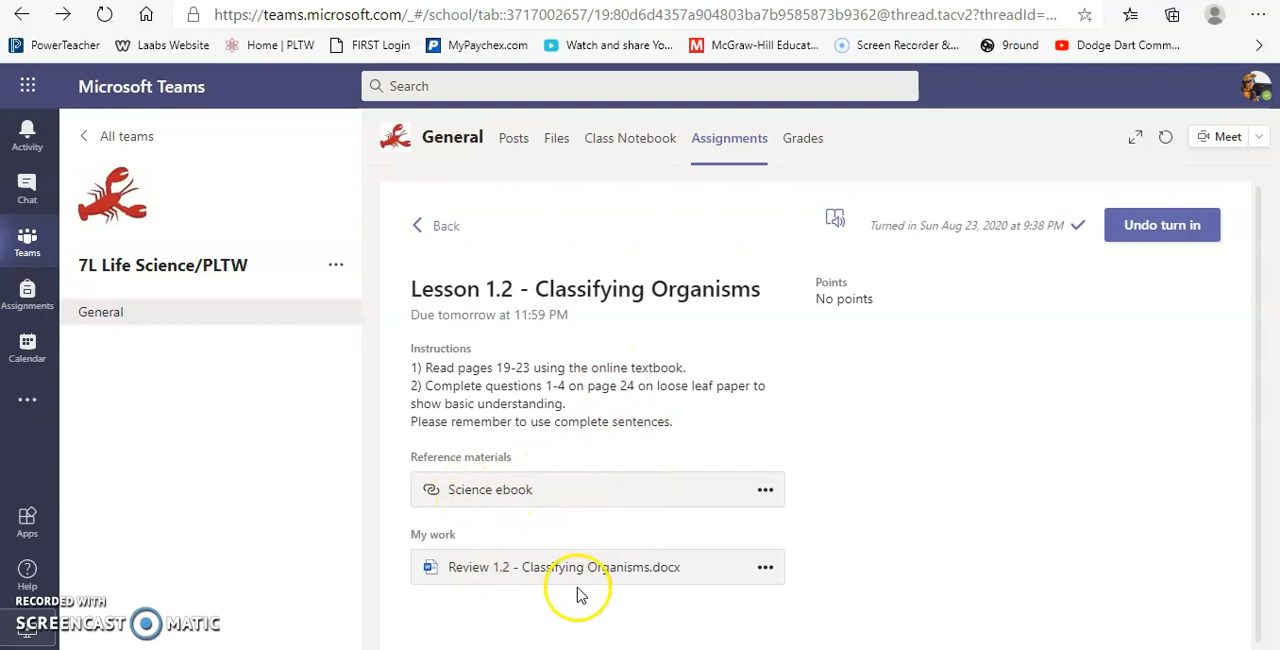 https://teams.microsoft.com/_#/school/tab::3717002657/19:80d6d4357a904803ba7b9585873b9362@thread.tacv2?threadId=...
PowerTeacher Laabs Website Home | PLTW FIRST Login MyPaychex.com Watch and share Yo... McGraw-Hill Educat... Screen Recorder &... 9round Dodge Dart Comm...
Microsoft Teams
Search
Activity
Chat
Teams
Assignments
Calendar
Apps
Help
All teams
7L Life Science/PLTW
General
General Posts Files Class Notebook Assignments Grades
Meet
Back
Turned in Sun Aug 23, 2020 at 9:38 PM
Undo turn in
Lesson 1.2 - Classifying Organisms
Due tomorrow at 11:59 PM
Points
No points
Instructions
1) Read pages 19-23 using the online textbook.
2) Complete questions 1-4 on page 24 on loose leaf paper to
show basic understanding.
Please remember to use complete sentences.
Reference materials
Science ebook
My work
Review 1.2 - Classifying Organisms.docx
RECORDED WITH
SCREENCAST MATIC